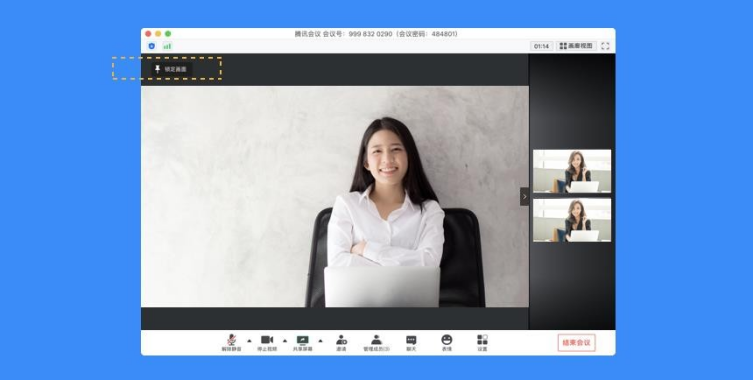 腾讯会议 会议号：999 832 0290（会议密码：484801）
01:14 画廊视图
锁定画面
解除静音 停止视频 共享屏幕 邀请 管理成员(3) 聊天 表情 设置 结束会议